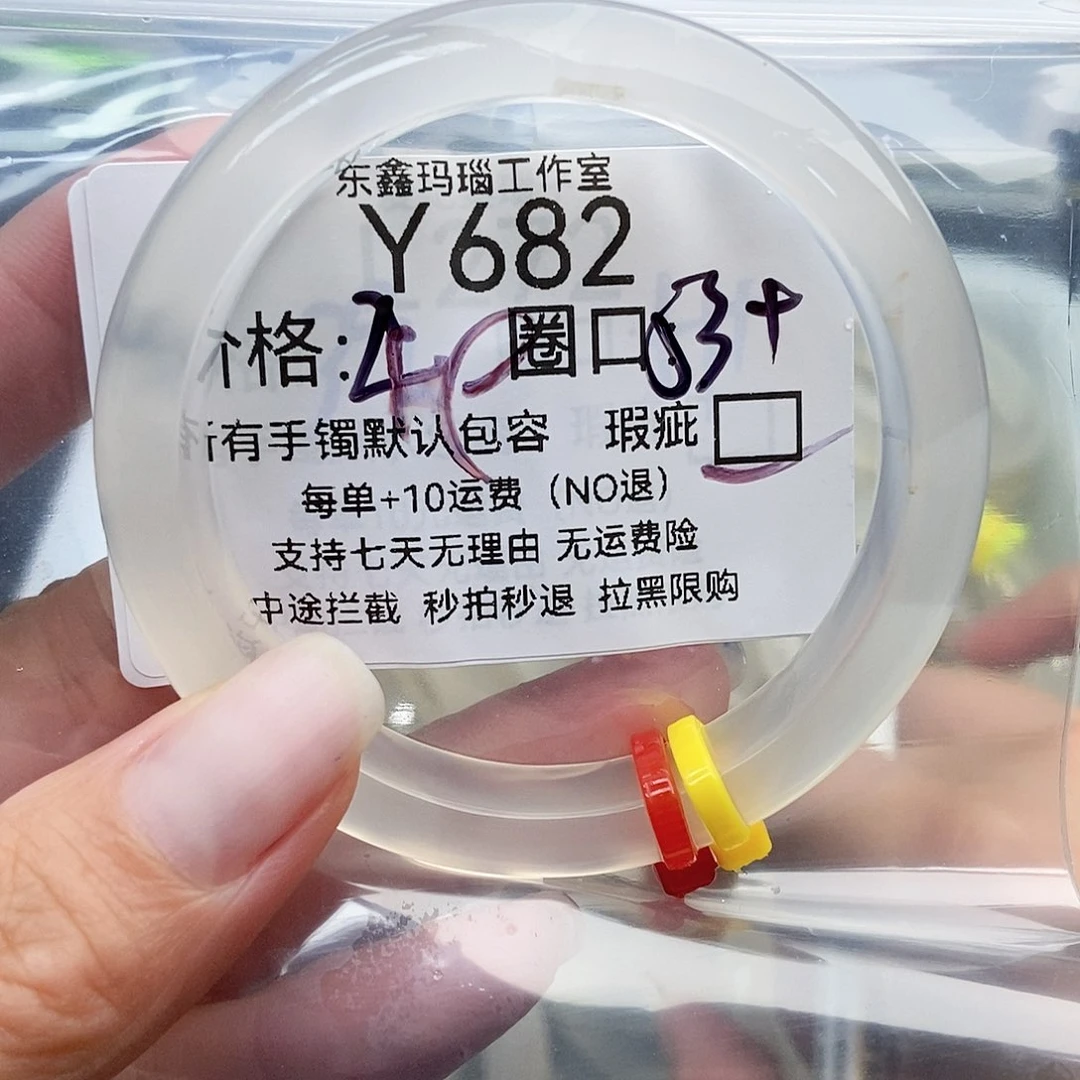 东鑫玛瑙工作室
Y682
价格: 圈口:63+
所有手镯默认包容 瑕疵
每单+10运费（NO退）
支持七天无理由 无运费险
中途拦截 秒拍秒退 拉黑限购